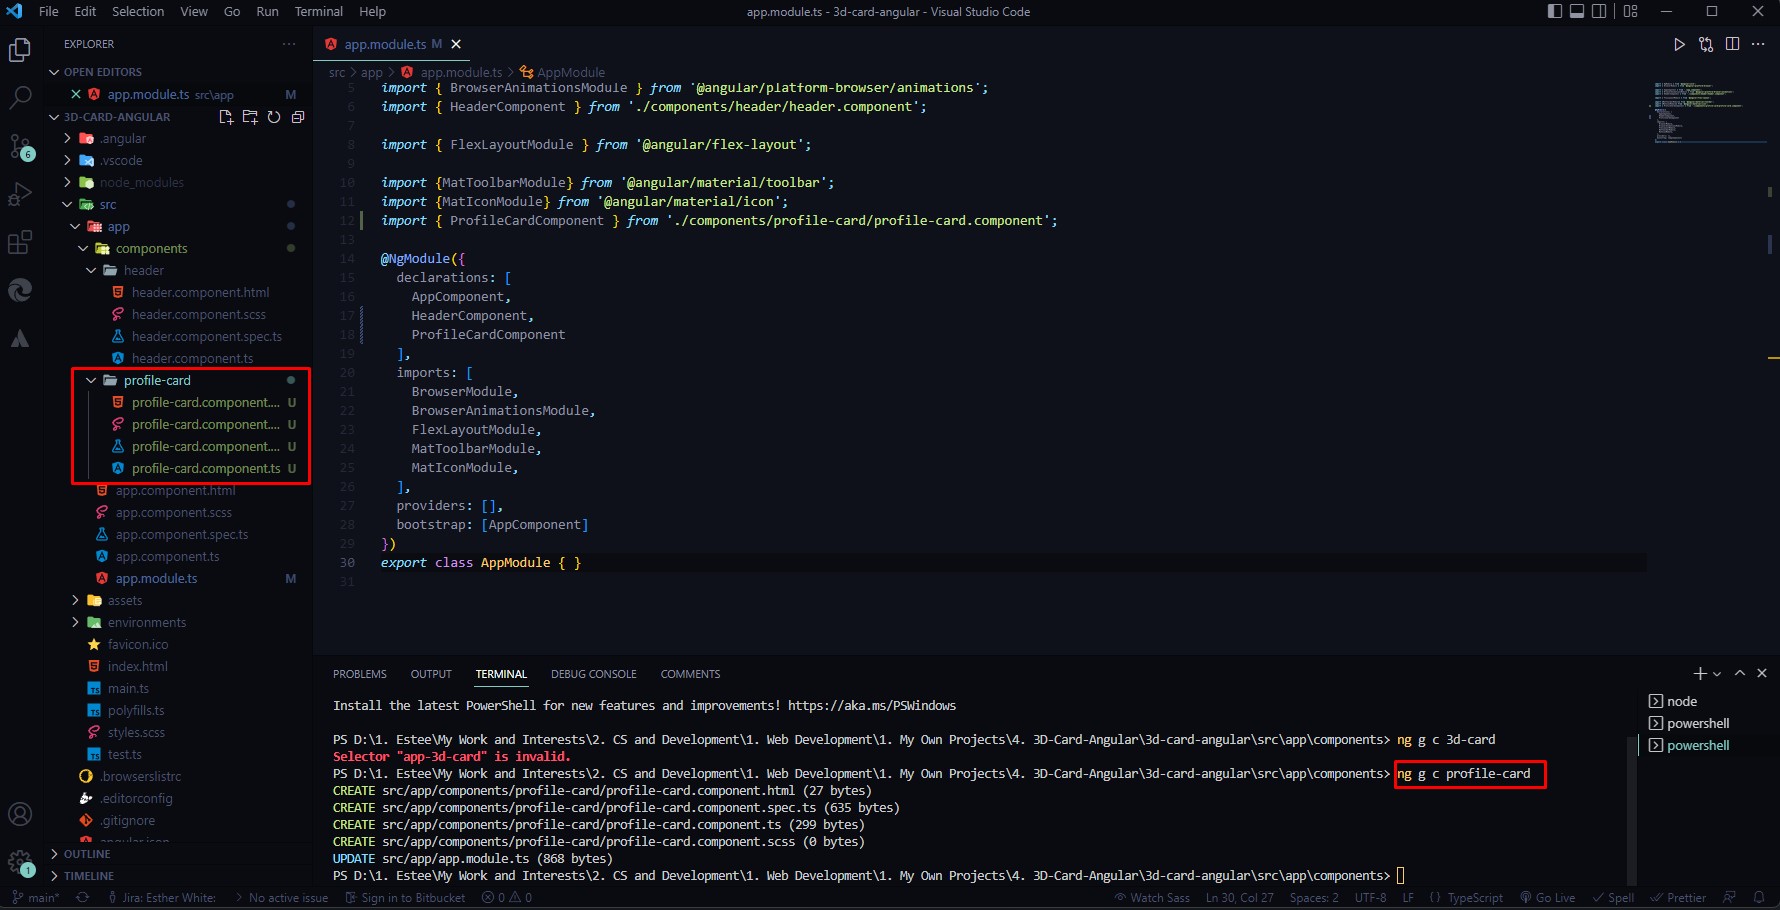 File Edit Selection View Go Run Terminal Help
app.module.ts - 3d-card-angular - Visual Studio Code
EXPLORER
OPEN EDITORS
app.module.ts src\app M
3D-CARD-ANGULAR
.angular
.vscode
node_modules
src
app
components
header
header.component.html
header.component.scss
header.component.spec.ts
header.component.ts
profile-card
profile-card.component.... U
profile-card.component.... U
profile-card.component.... U
profile-card.component.ts U
app.component.html
app.component.scss
app.component.spec.ts
app.component.ts
app.module.ts M
assets
environments
favicon.ico
index.html
main.ts
polyfills.ts
styles.scss
test.ts
.browserslistrc
.editorconfig
.gitignore
angular.json
OUTLINE
TIMELINE
6
1
app.module.ts M
src > app > app.module.ts > AppModule
5 import { BrowserAnimationsModule } from '@angular/platform-browser/animations';
6 import { HeaderComponent } from './components/header/header.component';
7
8 import { FlexLayoutModule } from '@angular/flex-layout';
9
10 import {MatToolbarModule} from '@angular/material/toolbar';
11 import {MatIconModule} from '@angular/material/icon';
12 import { ProfileCardComponent } from './components/profile-card/profile-card.component';
13
14 @NgModule({
15 declarations: [
16 AppComponent,
17 HeaderComponent,
18 ProfileCardComponent
19 ],
20 imports: [
21 BrowserModule,
22 BrowserAnimationsModule,
23 FlexLayoutModule,
24 MatToolbarModule,
25 MatIconModule,
26 ],
27 providers: [],
28 bootstrap: [AppComponent]
29 })
30 export class AppModule { }
31
PROBLEMS OUTPUT TERMINAL DEBUG CONSOLE COMMENTS
Install the latest PowerShell for new features and improvements! https://aka.ms/PSWindows
PS D:\1. Estee\My Work and Interests\2. CS and Development\1. Web Development\1. My Own Projects\4. 3D-Card-Angular\3d-card-angular\src\app\components> ng g c 3d-card
Selector "app-3d-card" is invalid.
PS D:\1. Estee\My Work and Interests\2. CS and Development\1. Web Development\1. My Own Projects\4. 3D-Card-Angular\3d-card-angular\src\app\components> ng g c profile-card
CREATE src/app/components/profile-card/profile-card.component.html (27 bytes)
CREATE src/app/components/profile-card/profile-card.component.spec.ts (635 bytes)
CREATE src/app/components/profile-card/profile-card.component.ts (299 bytes)
CREATE src/app/components/profile-card/profile-card.component.scss (0 bytes)
UPDATE src/app/app.module.ts (868 bytes)
PS D:\1. Estee\My Work and Interests\2. CS and Development\1. Web Development\1. My Own Projects\4. 3D-Card-Angular\3d-card-angular\src\app\components>
node
powershell
powershell
main* Jira: Esther White: No active issue Sign in to Bitbucket 0 0 Watch Sass Ln 30, Col 27 Spaces: 2 UTF-8 LF { } TypeScript Go Live Spell Prettier